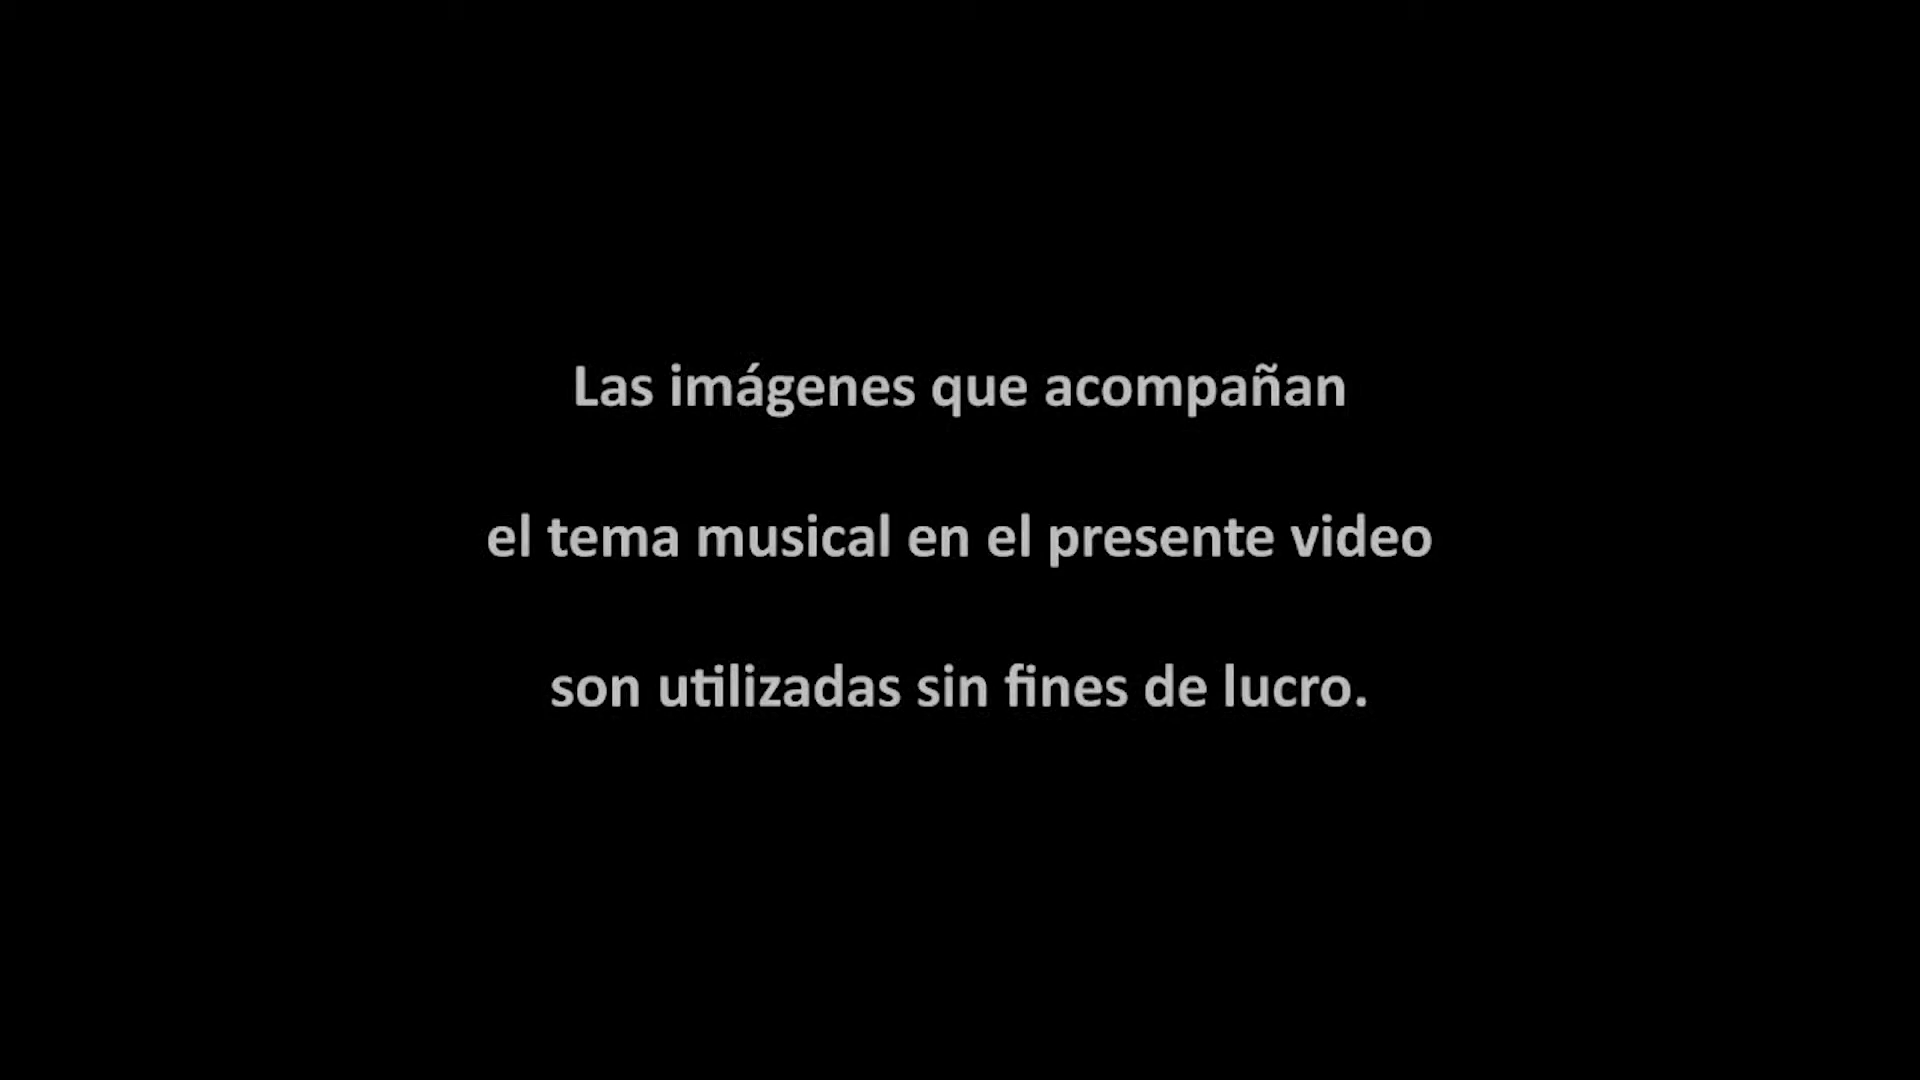 Las imágenes que acompañan
el tema musical en el presente video
son utilizadas sin fines de lucro.